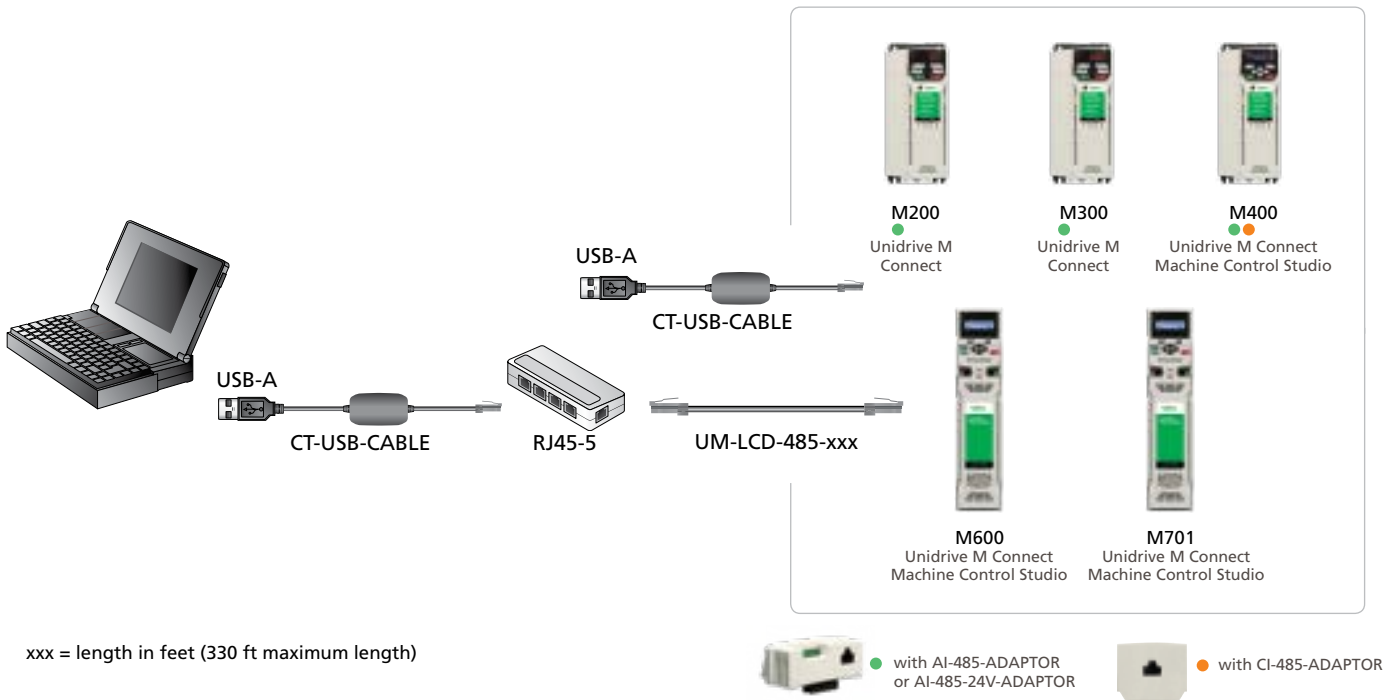 M200
Unidrive M
Connect
M300
Unidrive M
Connect
M400
Unidrive M Connect
Machine Control Studio
USB-A
CT-USB-CABLE
USB-A
CT-USB-CABLE
RJ45-5
UM-LCD-485-xxx
M600
Unidrive M Connect
Machine Control Studio
M701
Unidrive M Connect
Machine Control Studio
xxx = length in feet (330 ft maximum length)
with AI-485-ADAPTOR
or AI-485-24V-ADAPTOR
with CI-485-ADAPTOR